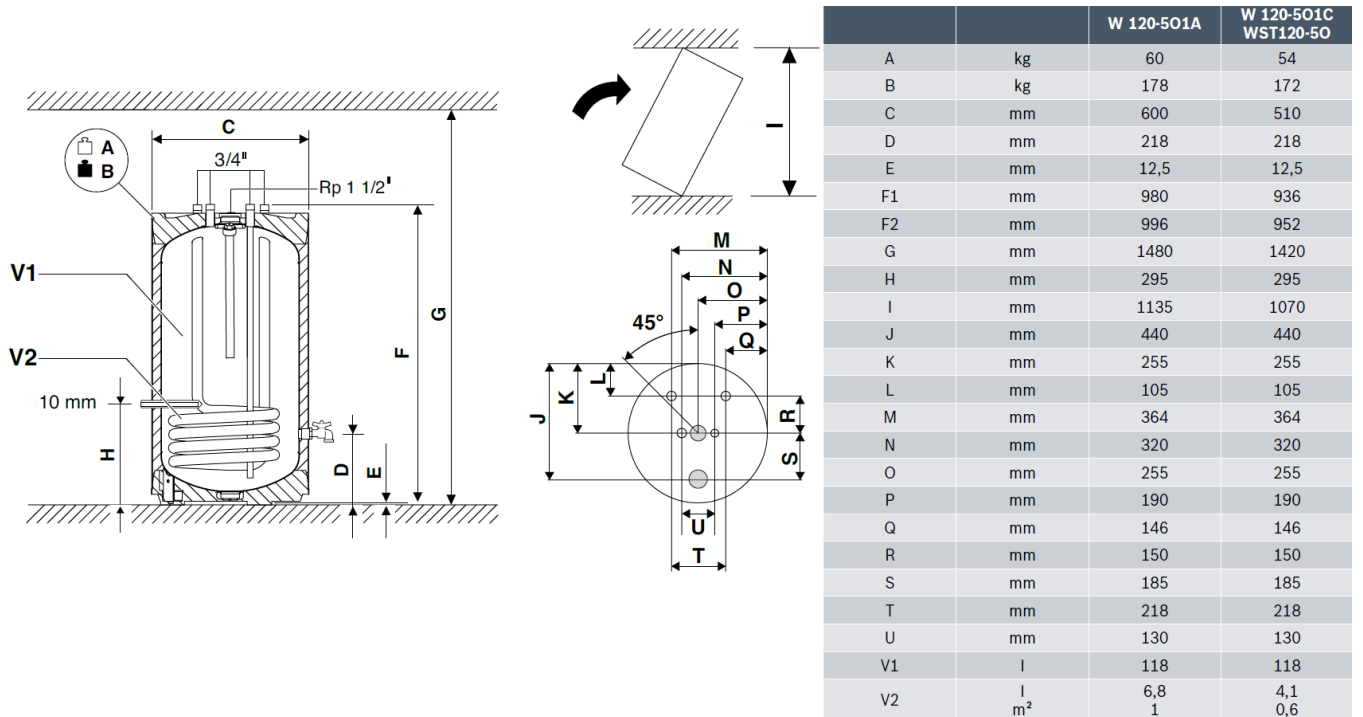 C
A
B
3/4"
Rp 1 1/2"
V1
V2
10 mm
H
D
E
F
G
I
M
N
O
P
Q
45°
L
K
J
R
S
U
T
W 120-5O1A W 120-5O1C
WST120-5O
A kg 60 54
B kg 178 172
C mm 600 510
D mm 218 218
E mm 12,5 12,5
F1 mm 980 936
F2 mm 996 952
G mm 1480 1420
H mm 295 295
I mm 1135 1070
J mm 440 440
K mm 255 255
L mm 105 105
M mm 364 364
N mm 320 320
O mm 255 255
P mm 190 190
Q mm 146 146
R mm 150 150
S mm 185 185
T mm 218 218
U mm 130 130
V1 l 118 118
V2 l 6,8 4,1
m² 1 0,6